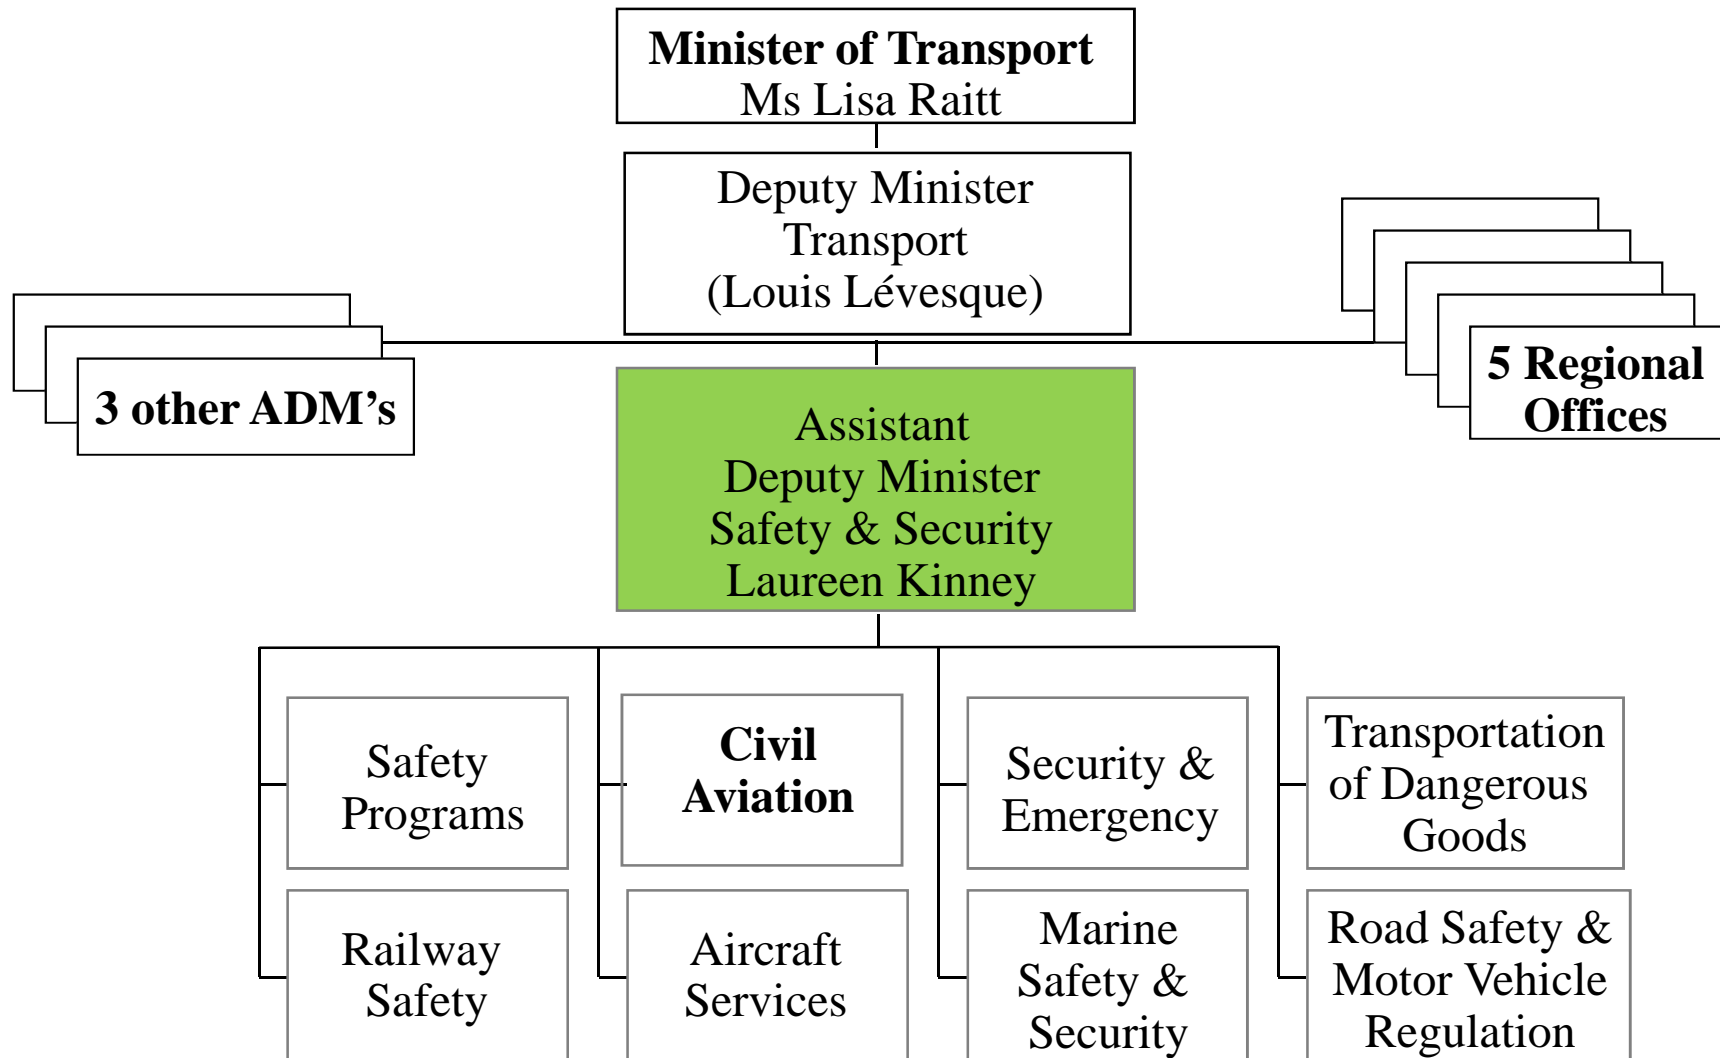 Minister of Transport
Ms Lisa Raitt
Deputy Minister
Transport
(Louis Lévesque)
3 other ADM’s
5 Regional
Offices
Assistant
Deputy Minister
Safety & Security
Laureen Kinney
Safety
Programs
Civil
Aviation
Security &
Emergency
Transportation
of Dangerous
Goods
Railway
Safety
Aircraft
Services
Marine
Safety &
Security
Road Safety &
Motor Vehicle
Regulation